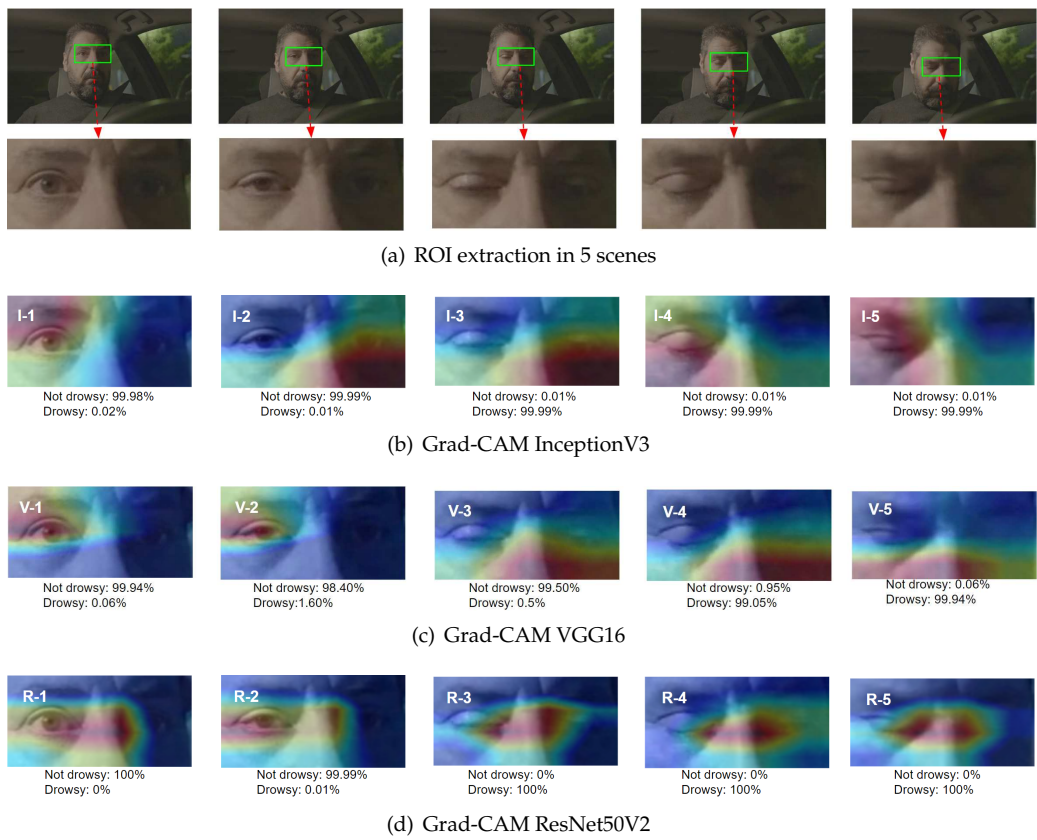 (a) ROI extraction in 5 scenes
I-1 I-2 I-3 I-4 I-5
Not drowsy: 99.98% Not drowsy: 99.99% Not drowsy: 0.01% Not drowsy: 0.01% Not drowsy: 0.01%
Drowsy: 0.02% Drowsy: 0.01% Drowsy: 99.99% Drowsy: 99.99% Drowsy: 99.99%
(b) Grad-CAM InceptionV3
V-1 V-2 V-3 V-4 V-5
Not drowsy: 99.94% Not drowsy: 98.40% Not drowsy: 99.50% Not drowsy: 0.95% Not drowsy: 0.06%
Drowsy: 0.06% Drowsy:1.60% Drowsy: 0.5% Drowsy: 99.05% Drowsy: 99.94%
(c) Grad-CAM VGG16
R-1 R-2 R-3 R-4 R-5
Not drowsy: 100% Not drowsy: 99.99% Not drowsy: 0% Not drowsy: 0% Not drowsy: 0%
Drowsy: 0% Drowsy: 0.01% Drowsy: 100% Drowsy: 100% Drowsy: 100%
(d) Grad-CAM ResNet50V2